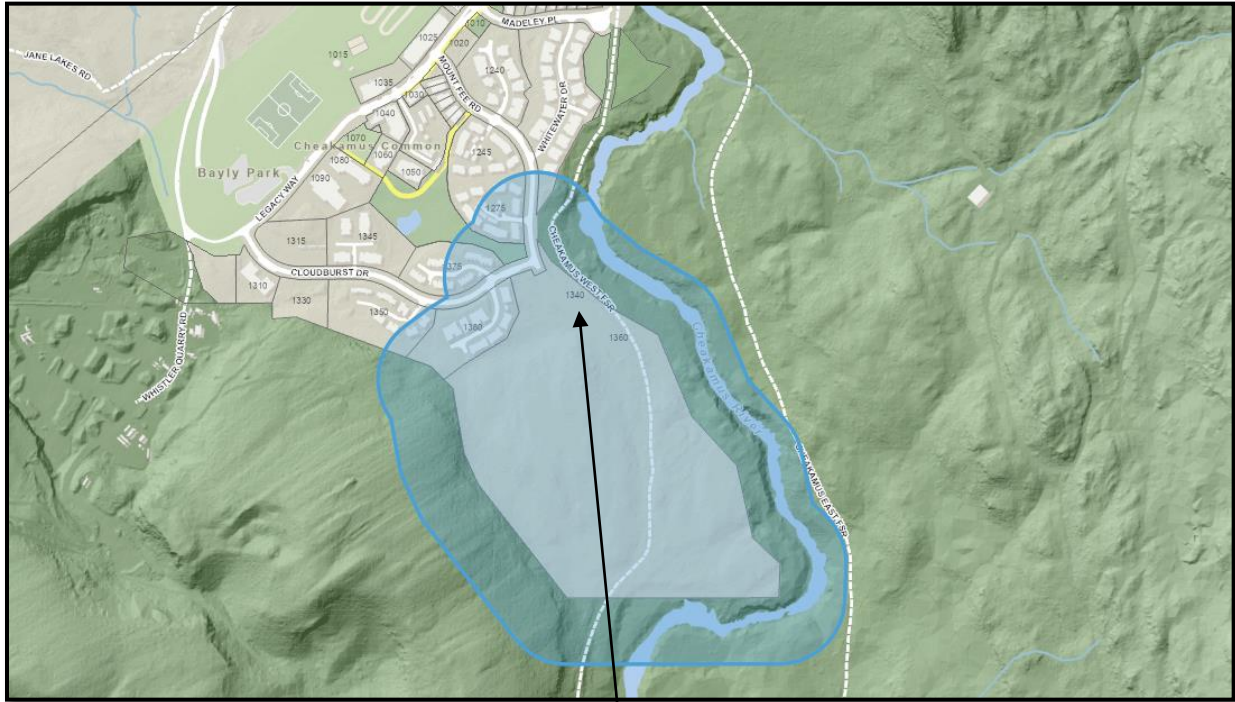 MADELEY PL
1010
1025
1020
JANE LAKES RD
1015
MOUNT FEE RD
1240
1035
1030
WHITEWATER DR
1040
1070
Cheakamus Common
1245
1080
1060
Bayly Park
1090
1050
LEGACY WAY
1275
1315
1345
CHEAKAMUS WEST FSR
CLOUDBURST DR
1310
1330
1350
1340
1380
1360
WHISTLER QUARRY RD
Cheakamus River
CHEAKAMUS EAST FSR